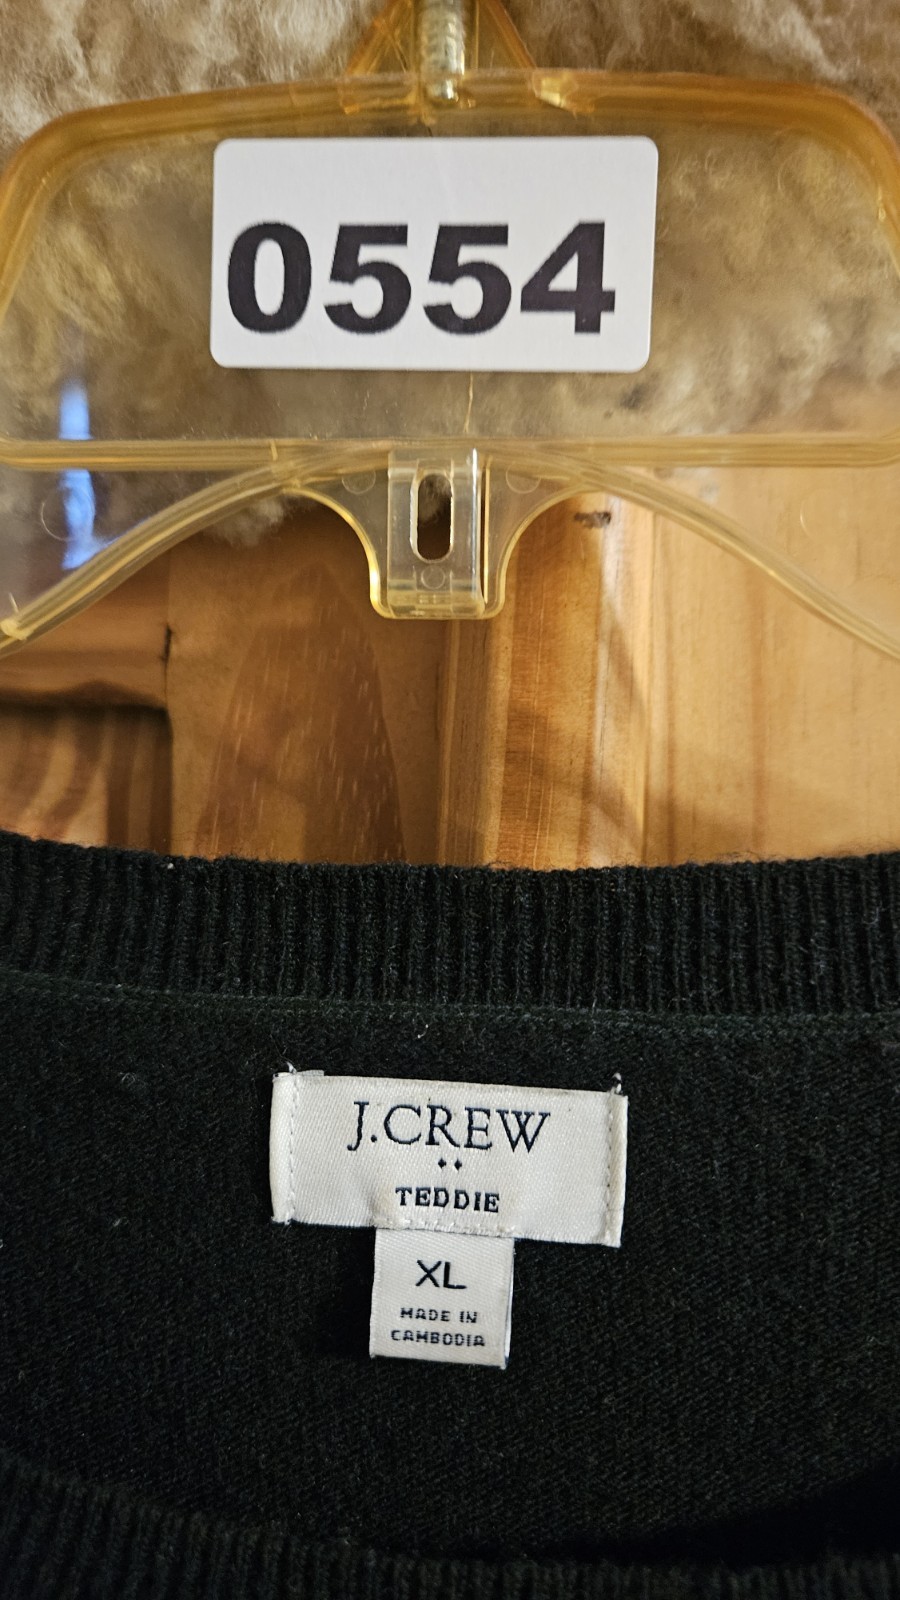 0554
J.CREW
TEDDIE
XL
MADE IN
CAMBODIA